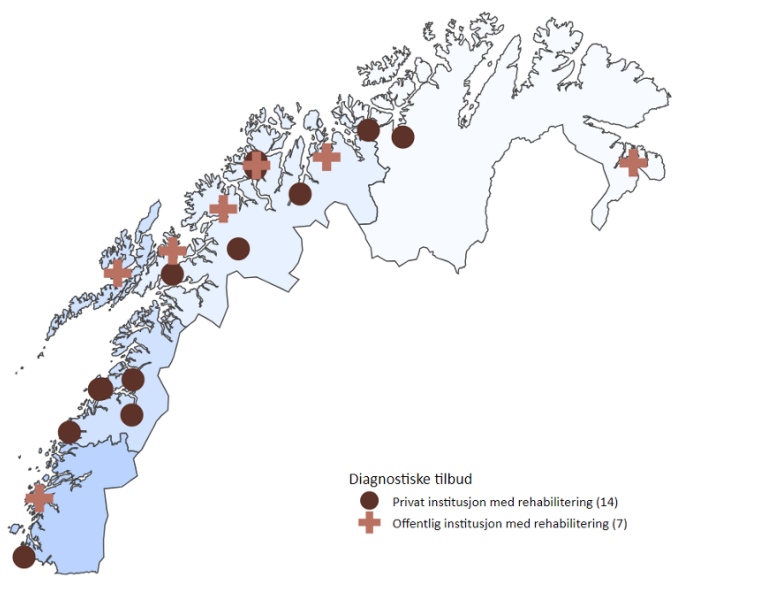 Diagnostiske tilbud
Privat institusjon med rehabilitering (14)
Offentlig institusjon med rehabilitering (7)